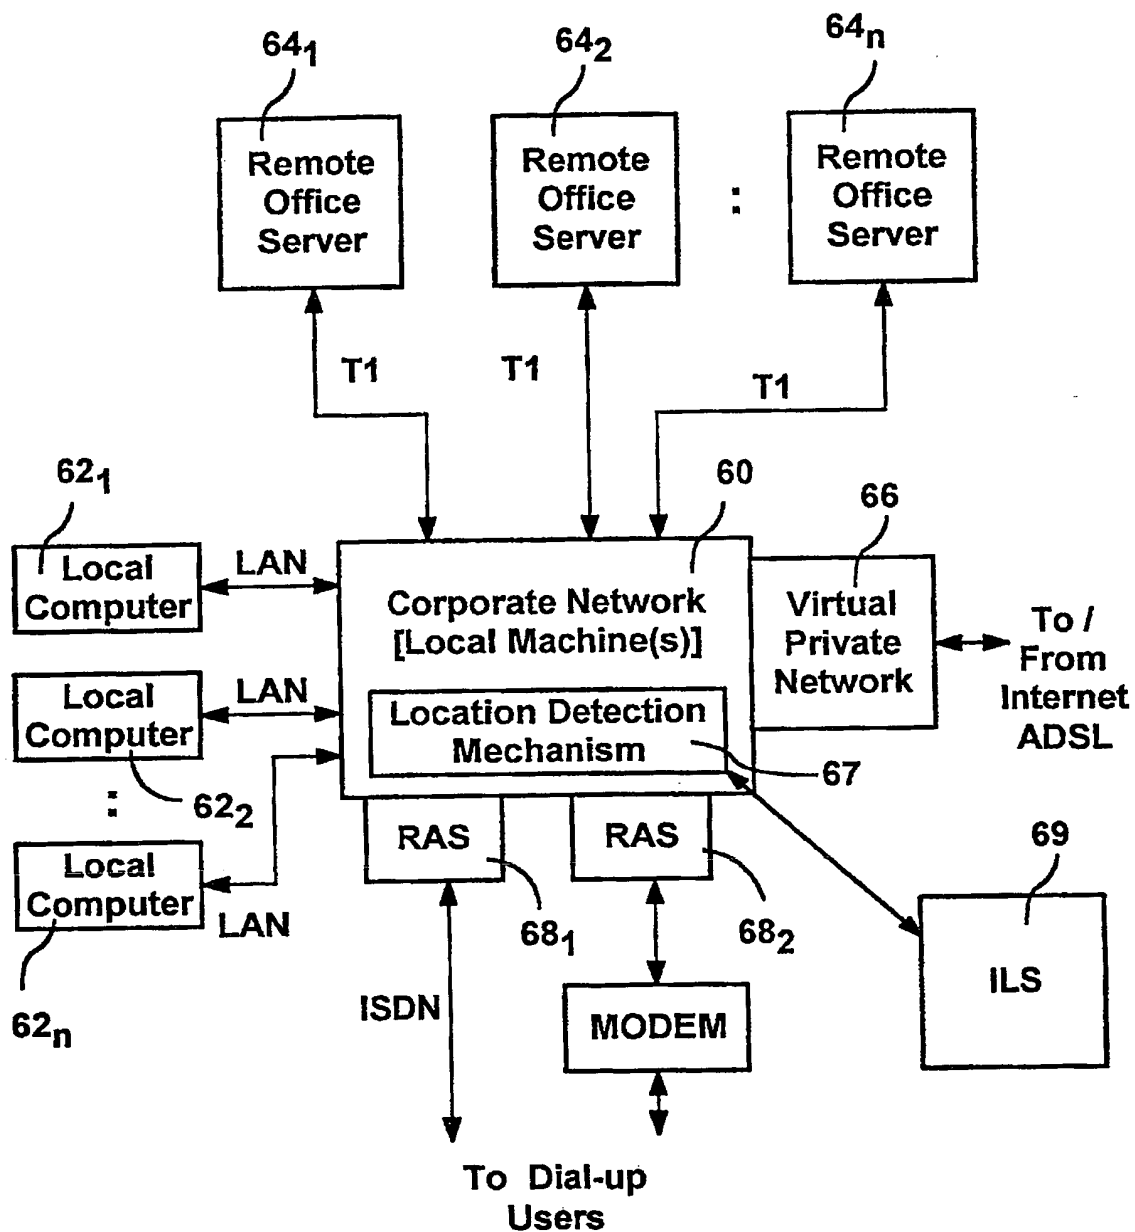 64₁
64₂
64ₙ
Remote
Office
Server
Remote
Office
Server
:
Remote
Office
Server
T1
T1
T1
62₁
60
66
Local
Computer
LAN
Corporate Network
[Local Machine(s)]
Virtual
Private
Network
To /
From
Internet
ADSL
Local
Computer
LAN
Location Detection
Mechanism
67
:
62₂
Local
Computer
LAN
62ₙ
RAS
RAS
68₁
68₂
69
ILS
ISDN
MODEM
To Dial-up
Users